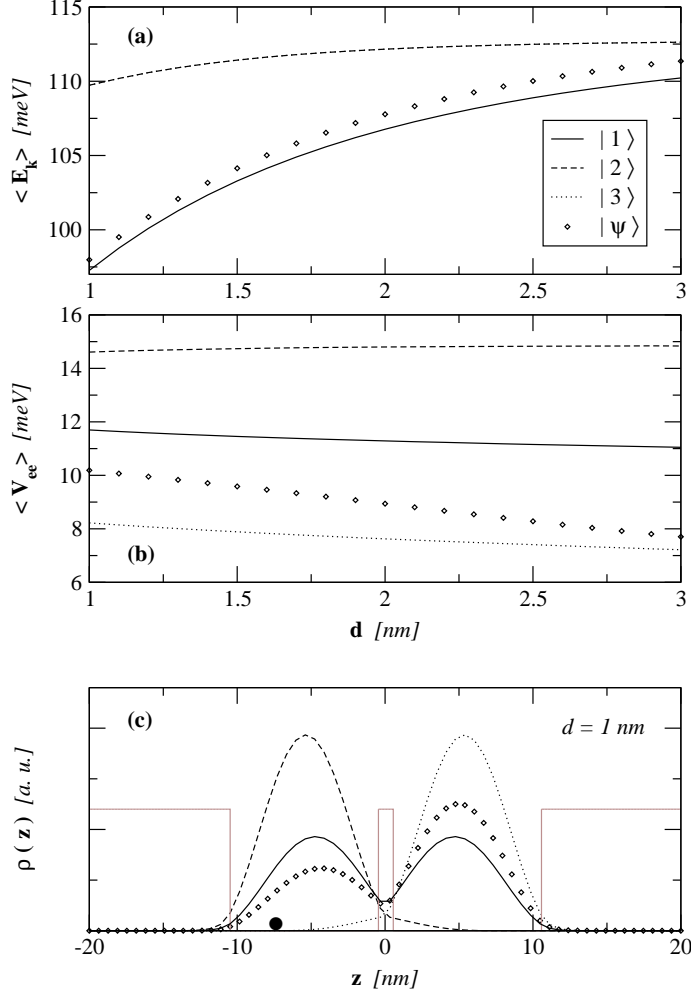 (a)
< E_k > [meV]
110
105
100
| 1 ⟩
| 2 ⟩
| 3 ⟩
| ψ ⟩
1 1.5 2 2.5 3
16
14
12
10
8
6
< V_ee > [meV]
(b)
1 1.5 2 2.5 3
d [nm]
(c)
d = 1 nm
ρ ( z ) [a. u.]
-20 -10 0 10 20
z [nm]